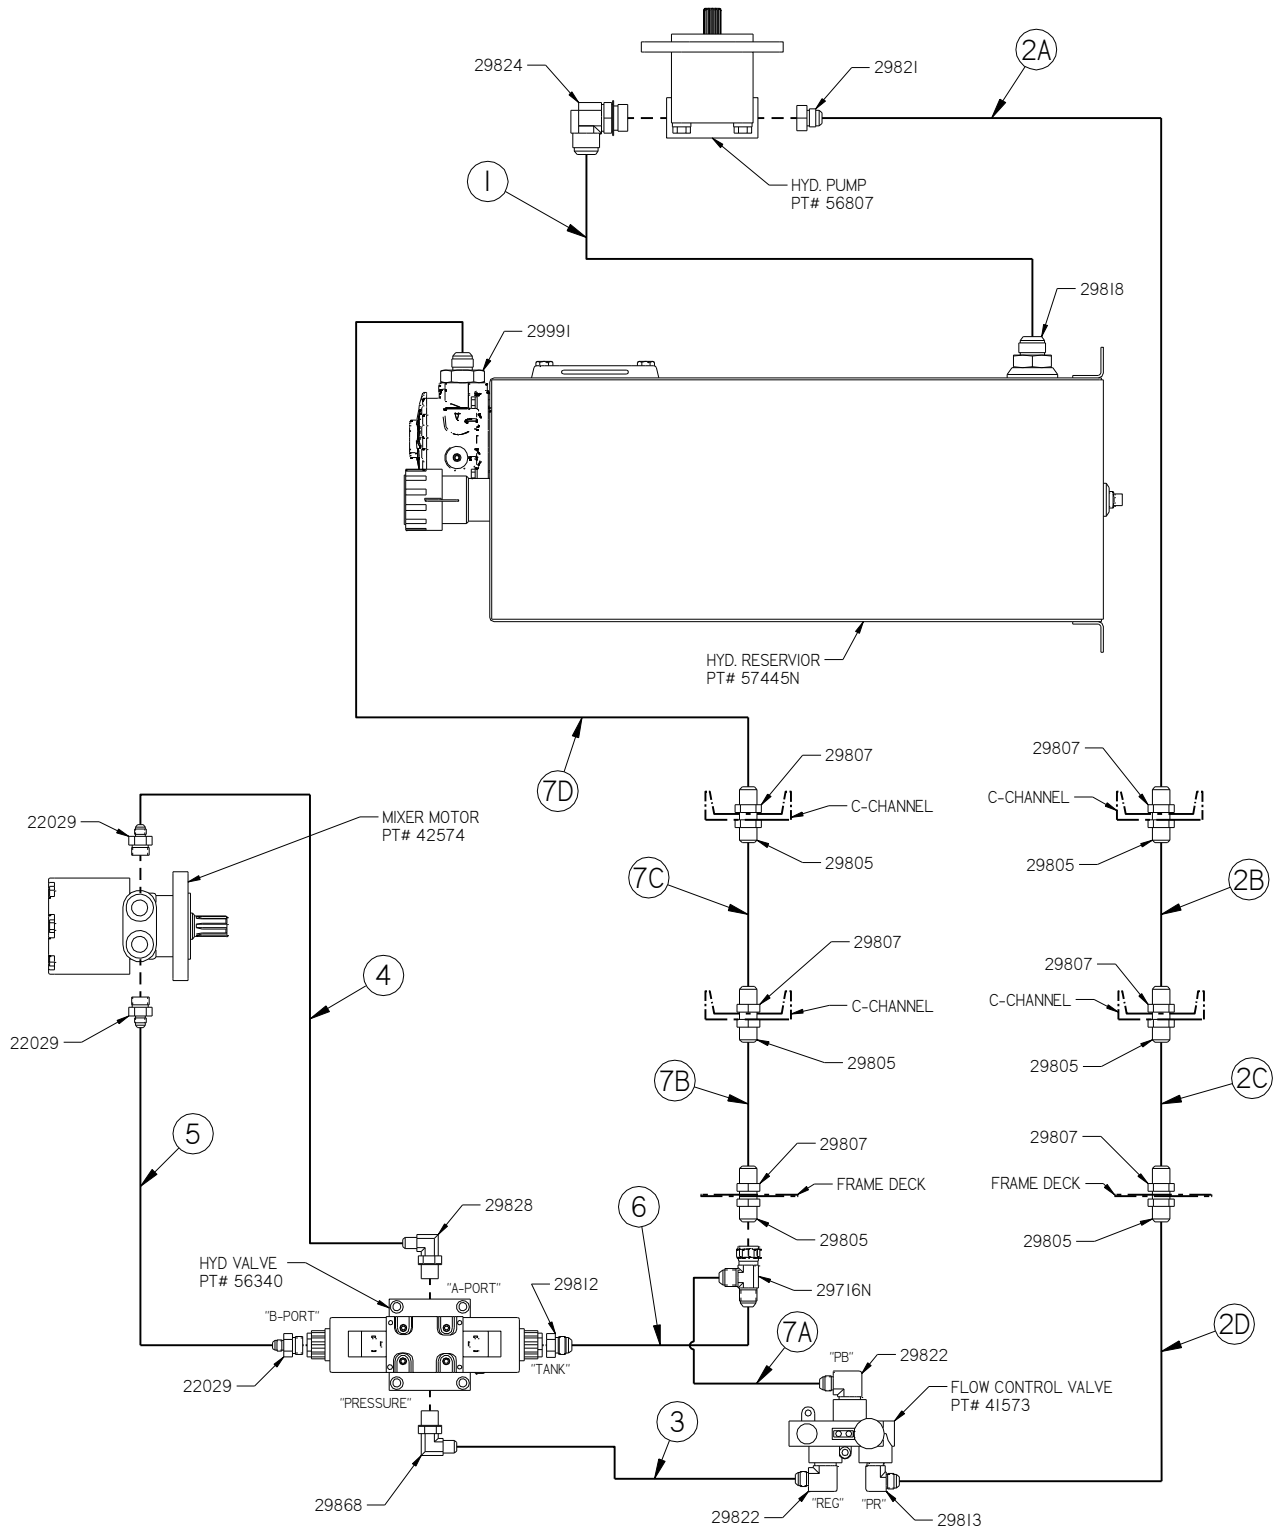 2A
29824
29821
1
HYD. PUMP
PT# 56807
29818
29991
HYD. RESERVIOR
PT# 57445N
7D
29807
29807
C-CHANNEL
C-CHANNEL
MIXER MOTOR
PT# 42574
22029
29805
29805
7C
2B
29807
29807
4
C-CHANNEL
C-CHANNEL
22029
29805
29805
7B
2C
5
29807
29807
FRAME DECK
FRAME DECK
29828
6
29805
29805
HYD VALVE
PT# 56340
"A-PORT"
29812
29716N
"B-PORT"
7A
2D
"PB"
29822
"TANK"
22029
FLOW CONTROL VALVE
PT# 41573
"PRESSURE"
3
29868
29822
"REG"
"PR"
29813